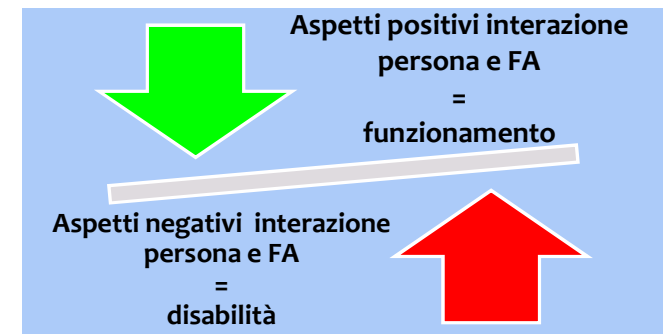 Aspetti positivi interazione
persona e FA
=
funzionamento
Aspetti negativi interazione
persona e FA
=
disabilità